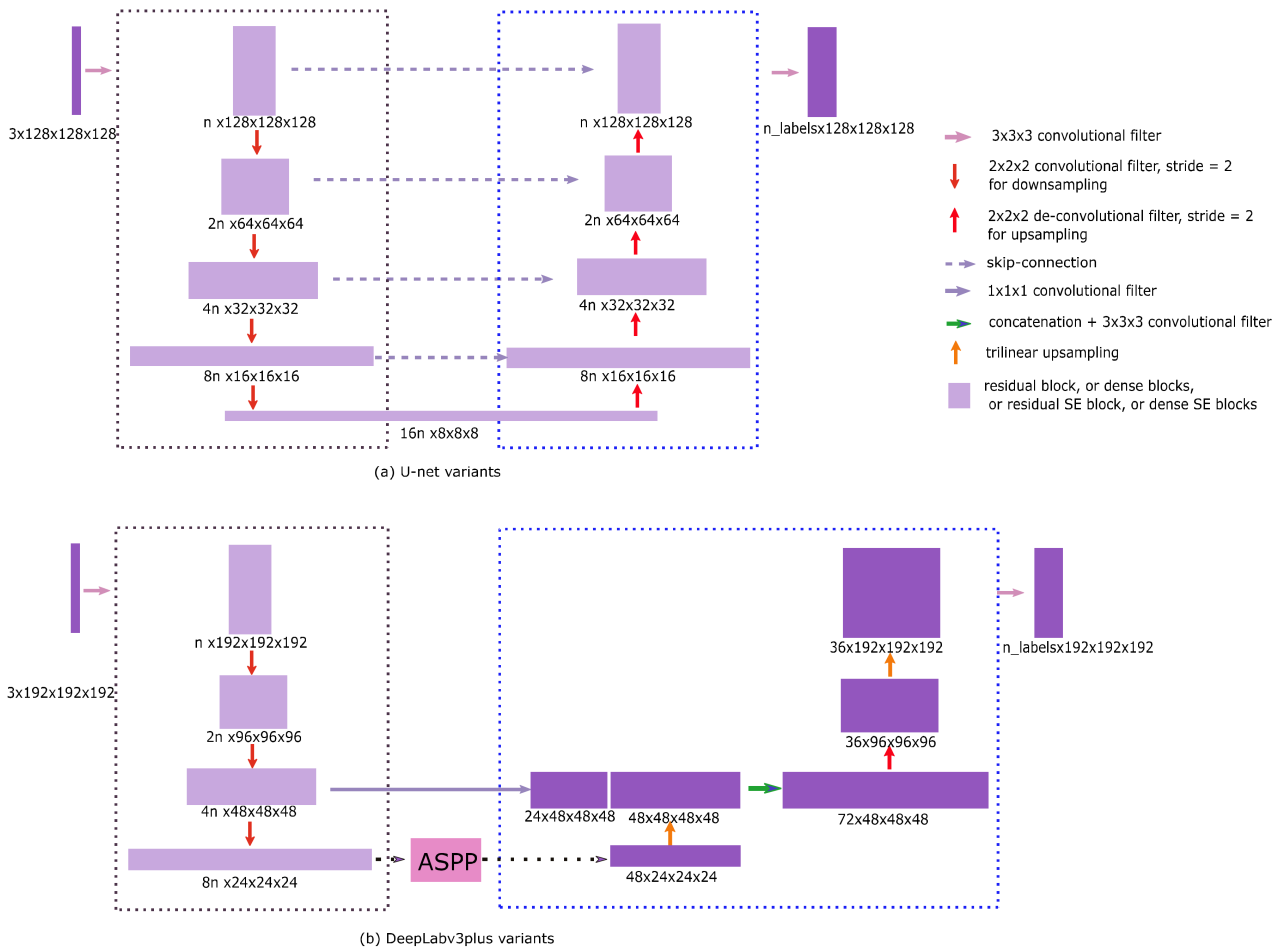 3x128x128x128
n x128x128x128
2n x64x64x64
4n x32x32x32
8n x16x16x16
16n x8x8x8
n x128x128x128
2n x64x64x64
4n x32x32x32
8n x16x16x16
n_labelsx128x128x128
3x3x3 convolutional filter
2x2x2 convolutional filter, stride = 2
for downsampling
2x2x2 de-convolutional filter, stride = 2
for upsampling
skip-connection
1x1x1 convolutional filter
concatenation + 3x3x3 convolutional filter
trilinear upsampling
residual block, or dense blocks,
or residual SE block, or dense SE blocks
(a) U-net variants
3x192x192x192
n x192x192x192
2n x96x96x96
4n x48x48x48
8n x24x24x24
ASPP
24x48x48x48
48x48x48x48
48x24x24x24
72x48x48x48
36x96x96x96
36x192x192x192
n_labelsx192x192x192
(b) DeepLabv3plus variants